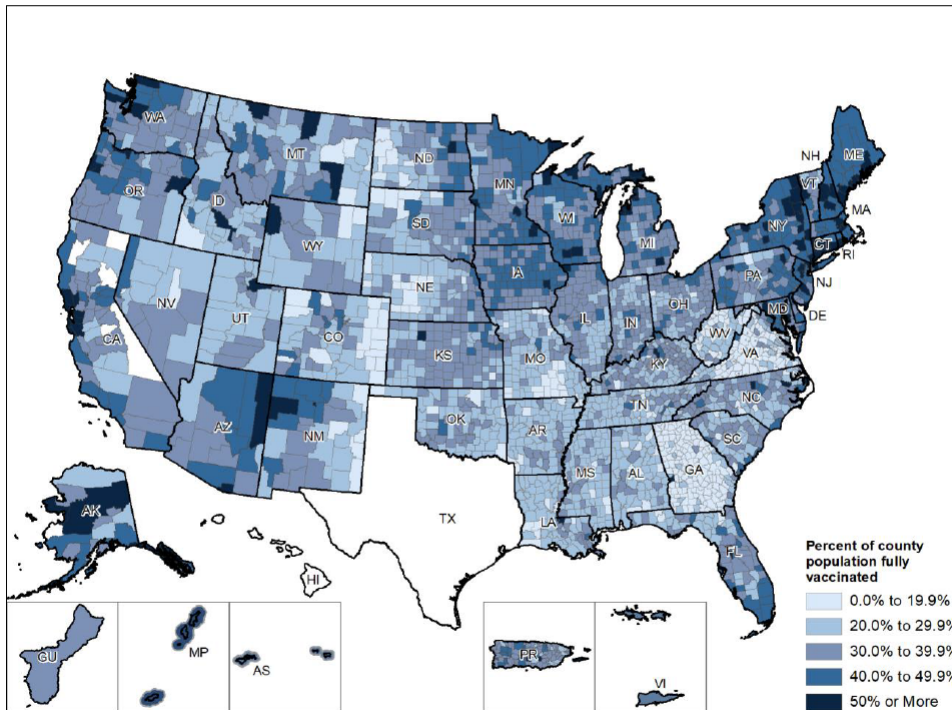 WA
MT
ND
MN
OR
ID
SD
WI
MI
WY
NH
VT
ME
MA
NY
CT
RI
NJ
PA
DE
MD
NV
UT
CO
NE
IA
IL
IN
OH
WV
VA
CA
KS
MO
KY
AZ
NM
OK
AR
TN
NC
SC
MS
AL
GA
LA
TX
FL
AK
HI
GU
MP
AS
PR
VI
Percent of county
population fully
vaccinated
0.0% to 19.9%
20.0% to 29.9%
30.0% to 39.9%
40.0% to 49.9%
50% or More